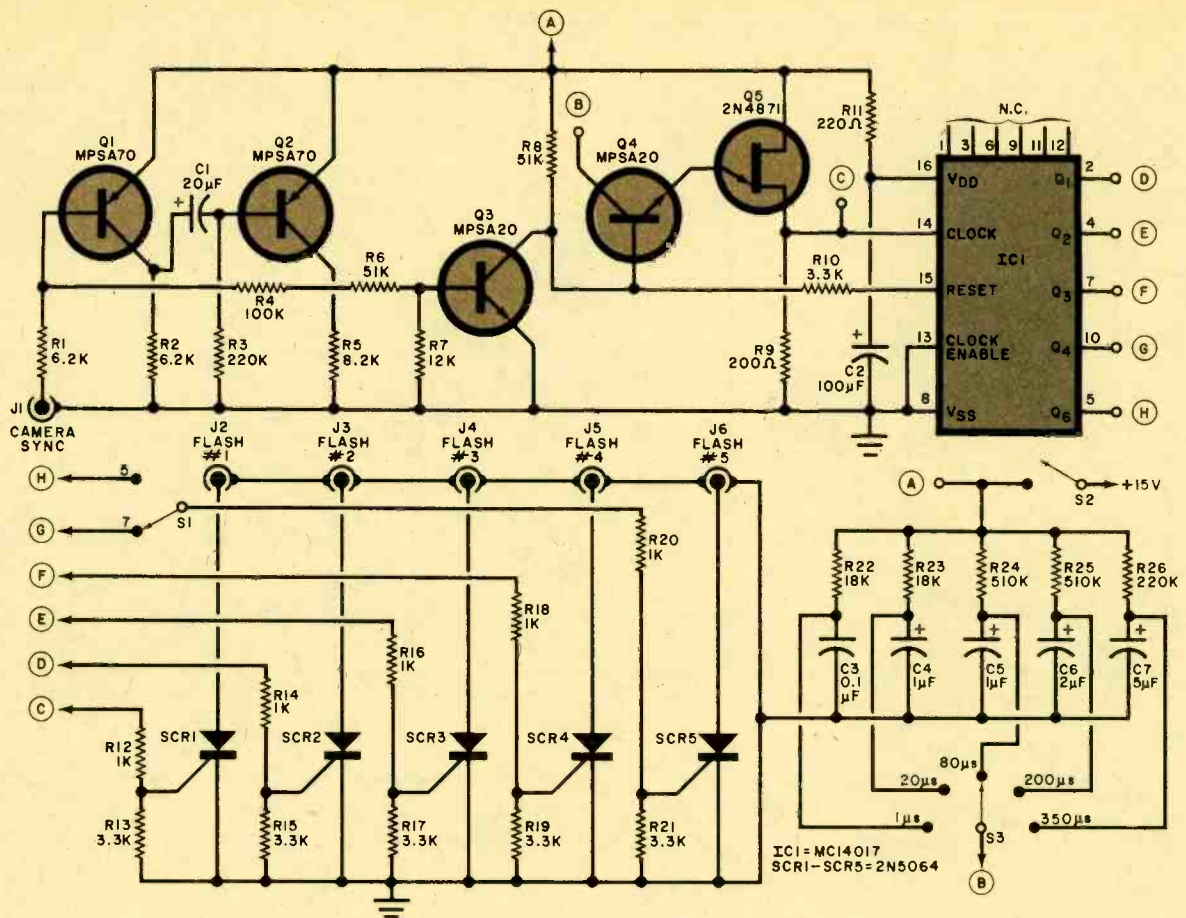 A
B
Q1
MPSA70
C1
20µF
+
Q2
MPSA70
R8
51K
Q4
MPSA20
Q5
2N4871
R11
220Ω
N.C.
1 3 6 9 11 12
16 VDD Q1 2 D
C
14 CLOCK Q2 4 E
IC1
Q3
MPSA20
R6
51K
R4
100K
R10
3.3K
15 RESET Q3 7 F
R1
6.2K
R2
6.2K
R3
220K
R5
8.2K
R7
12K
R9
200Ω
+
C2
100µF
13 CLOCK ENABLE Q4 10 G
8 VSS Q6 5 H
J1
CAMERA
SYNC
J2
FLASH
#1
J3
FLASH
#2
J4
FLASH
#3
J5
FLASH
#4
J6
FLASH
#5
H 5
G 7 S1
F
E
D
C
A
S2
+15V
R20
1K
R18
1K
R16
1K
R14
1K
R12
1K
R22
18K
R23
18K
R24
510K
R25
510K
R26
220K
C3
0.1
µF
+
C4
1µF
+
C5
1µF
+
C6
2µF
+
C7
5µF
SCR1
SCR2
SCR3
SCR4
SCR5
R13
3.3K
R15
3.3K
R17
3.3K
R19
3.3K
R21
3.3K
80µs
20µs
200µs
1µs
350µs
S3
B
IC1=MC14017
SCR1-SCR5=2N5064